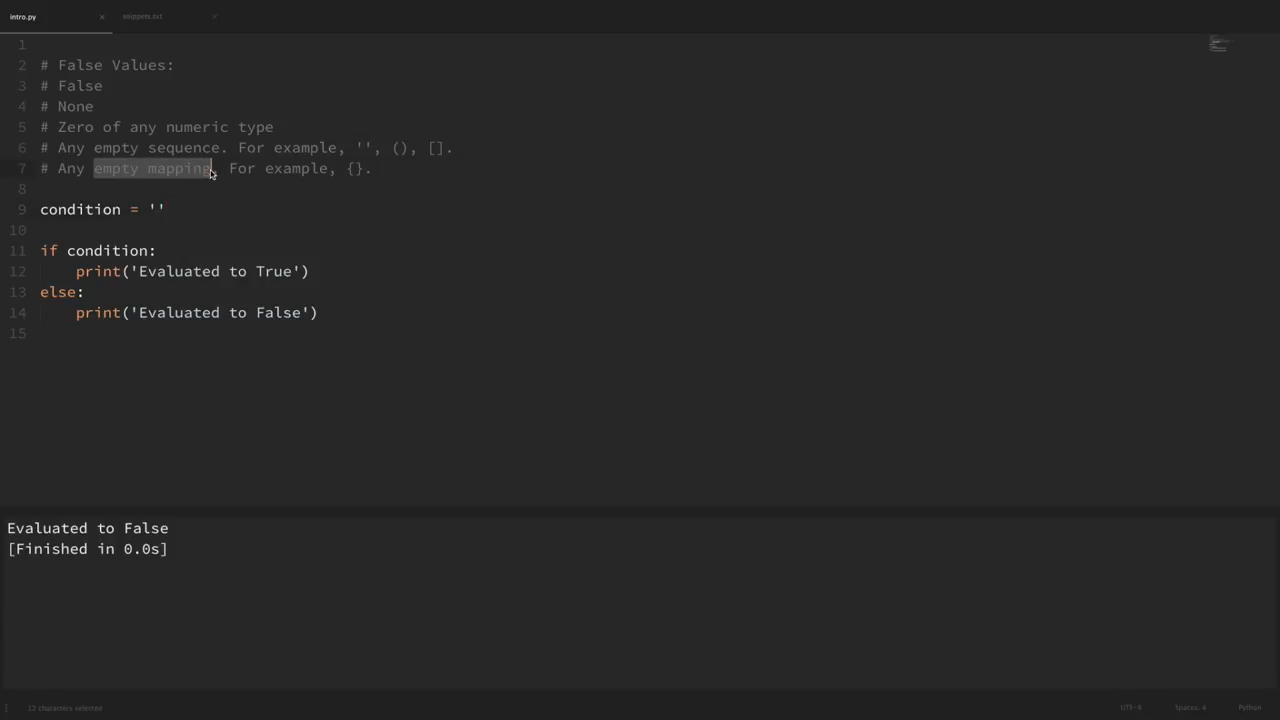 intro.py × snippets.txt ×
1
2 # False Values:
3 # False
4 # None
5 # Zero of any numeric type
6 # Any empty sequence. For example, '', (), [].
7 # Any empty mapping. For example, {}.
8
9 condition = ''
10
11 if condition:
12 print('Evaluated to True')
13 else:
14 print('Evaluated to False')
15
Evaluated to False
[Finished in 0.0s]
13 characters selected UTF-8 Spaces: 4 Python